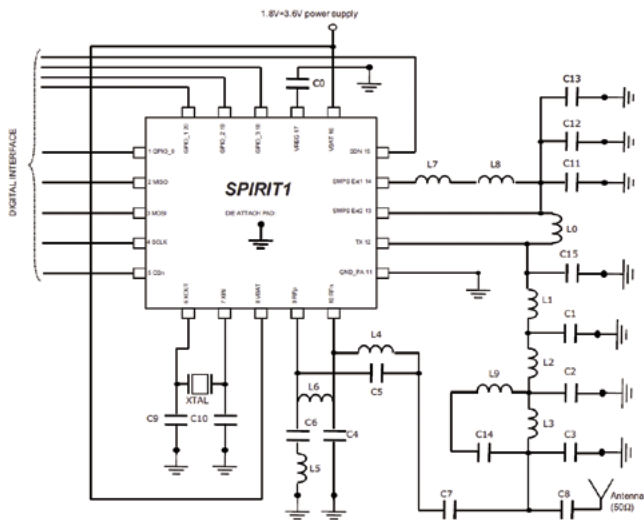 1.8V÷3.6V power supply
C0
C13
C12
C11
GPIO_1 20
GPIO_2 19
GPIO_3 18
VREG 17
VBAT 16
DIGITAL INTERFACE
1 GPIO_0
2 MISO
3 MOSI
4 SCLK
5 CSn
SPIRIT1
DIE ATTACH PAD
SDN 15
SMPS Ext1 14
SMPS Ext2 13
TX 12
GND_PA 11
L7
L8
L0
C15
6 XOUT
7 XIN
8 VBAT
9 RFp
10 RFn
L1
C1
L4
C5
L2
L9
C2
XTAL
L6
C9
C10
C6
C4
L3
C14
C3
L5
C7
C8
Antenna
(50Ω)